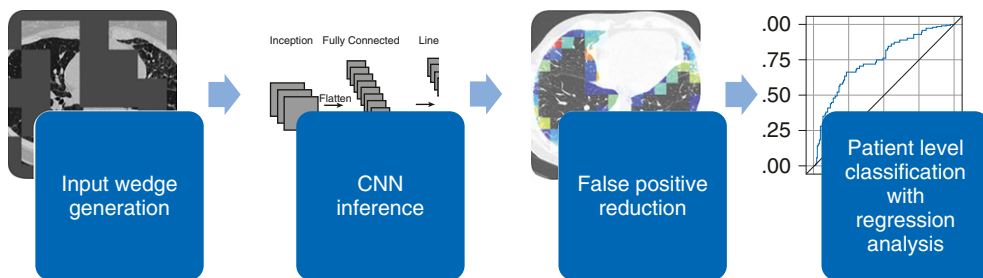 Inception Fully Connected Line
Flatten
Input wedge
generation
CNN
inference
False positive
reduction
.00
.75
.50
.25
.00
Patient level
classification
with
regression
analysis